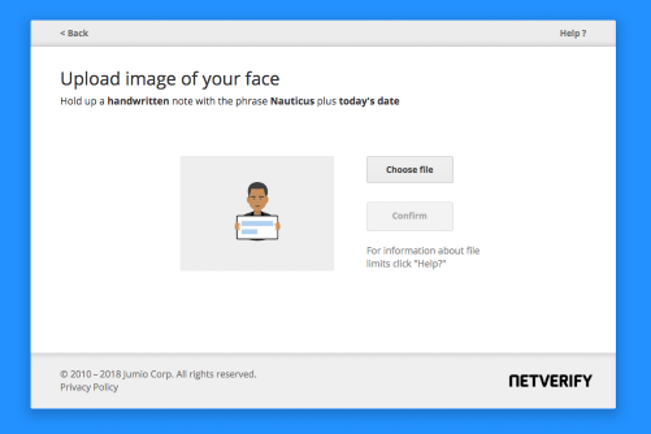 < Back
Help ?
Upload image of your face
Hold up a handwritten note with the phrase Nauticus plus today's date
Choose file
Confirm
For information about file
limits click "Help?"
© 2010 – 2018 Jumio Corp. All rights reserved.
Privacy Policy
NETVERIFY